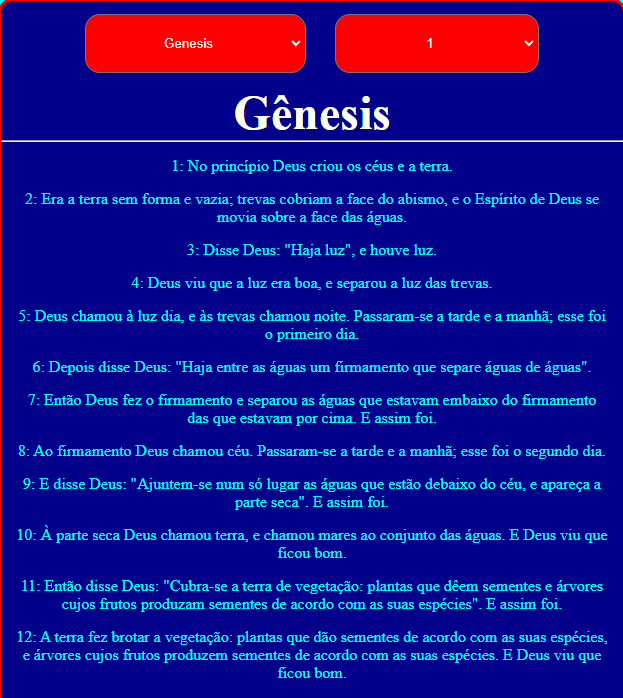 Genesis
1
Gênesis
1: No princípio Deus criou os céus e a terra.
2: Era a terra sem forma e vazia; trevas cobriam a face do abismo, e o Espírito de Deus se
movia sobre a face das águas.
3: Disse Deus: "Haja luz", e houve luz.
4: Deus viu que a luz era boa, e separou a luz das trevas.
5: Deus chamou à luz dia, e às trevas chamou noite. Passaram-se a tarde e a manhã; esse foi
o primeiro dia.
6: Depois disse Deus: "Haja entre as águas um firmamento que separe águas de águas".
7: Então Deus fez o firmamento e separou as águas que estavam embaixo do firmamento
das que estavam por cima. E assim foi.
8: Ao firmamento Deus chamou céu. Passaram-se a tarde e a manhã; esse foi o segundo dia.
9: E disse Deus: "Ajuntem-se num só lugar as águas que estão debaixo do céu, e apareça a
parte seca". E assim foi.
10: À parte seca Deus chamou terra, e chamou mares ao conjunto das águas. E Deus viu que
ficou bom.
11: Então disse Deus: "Cubra-se a terra de vegetação: plantas que dêem sementes e árvores
cujos frutos produzam sementes de acordo com as suas espécies". E assim foi.
12: A terra fez brotar a vegetação: plantas que dão sementes de acordo com as suas espécies,
e árvores cujos frutos produzem sementes de acordo com as suas espécies. E Deus viu que
ficou bom.